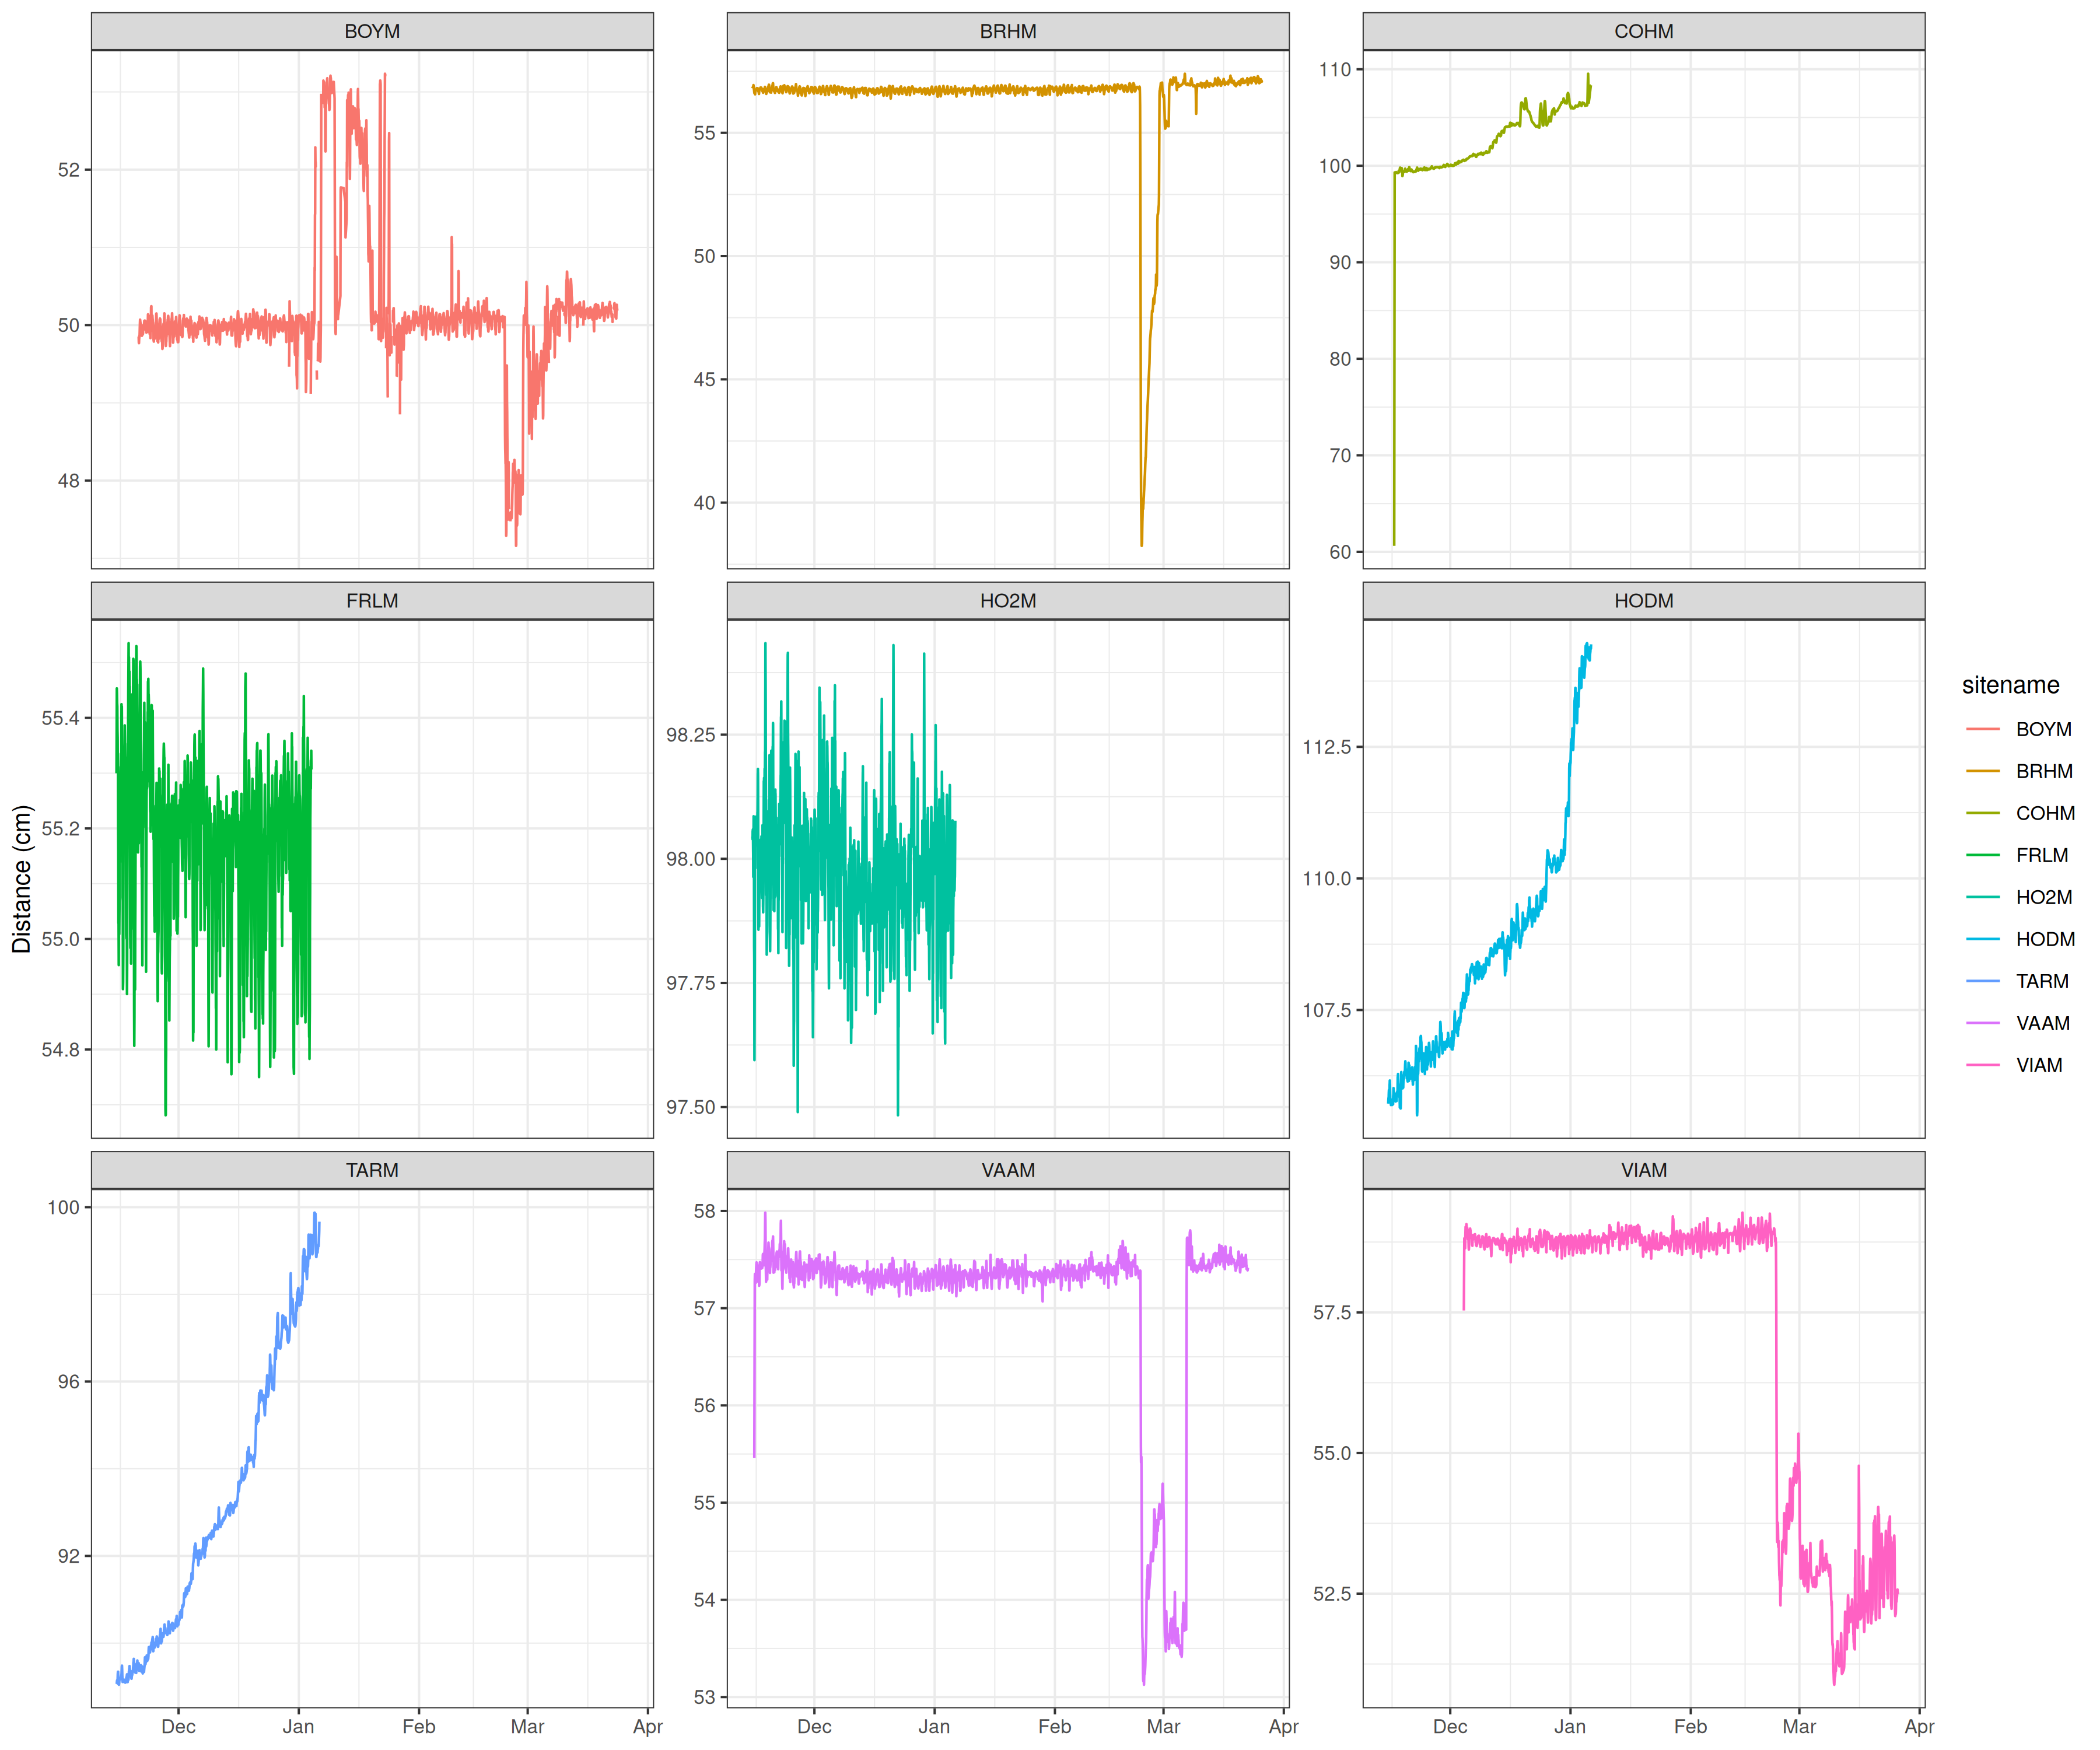 BOYM
BRHM
COHM
52
50
48
55
50
45
40
110
100
90
80
70
60
FRLM
HO2M
HODM
Distance (cm)
55.4
55.2
55.0
54.8
98.25
98.00
97.75
97.50
112.5
110.0
107.5
TARM
VAAM
VIAM
100
96
92
58
57
56
55
54
53
57.5
55.0
52.5
Dec Jan Feb Mar Apr
Dec Jan Feb Mar Apr
Dec Jan Feb Mar Apr
sitename
BOYM
BRHM
COHM
FRLM
HO2M
HODM
TARM
VAAM
VIAM